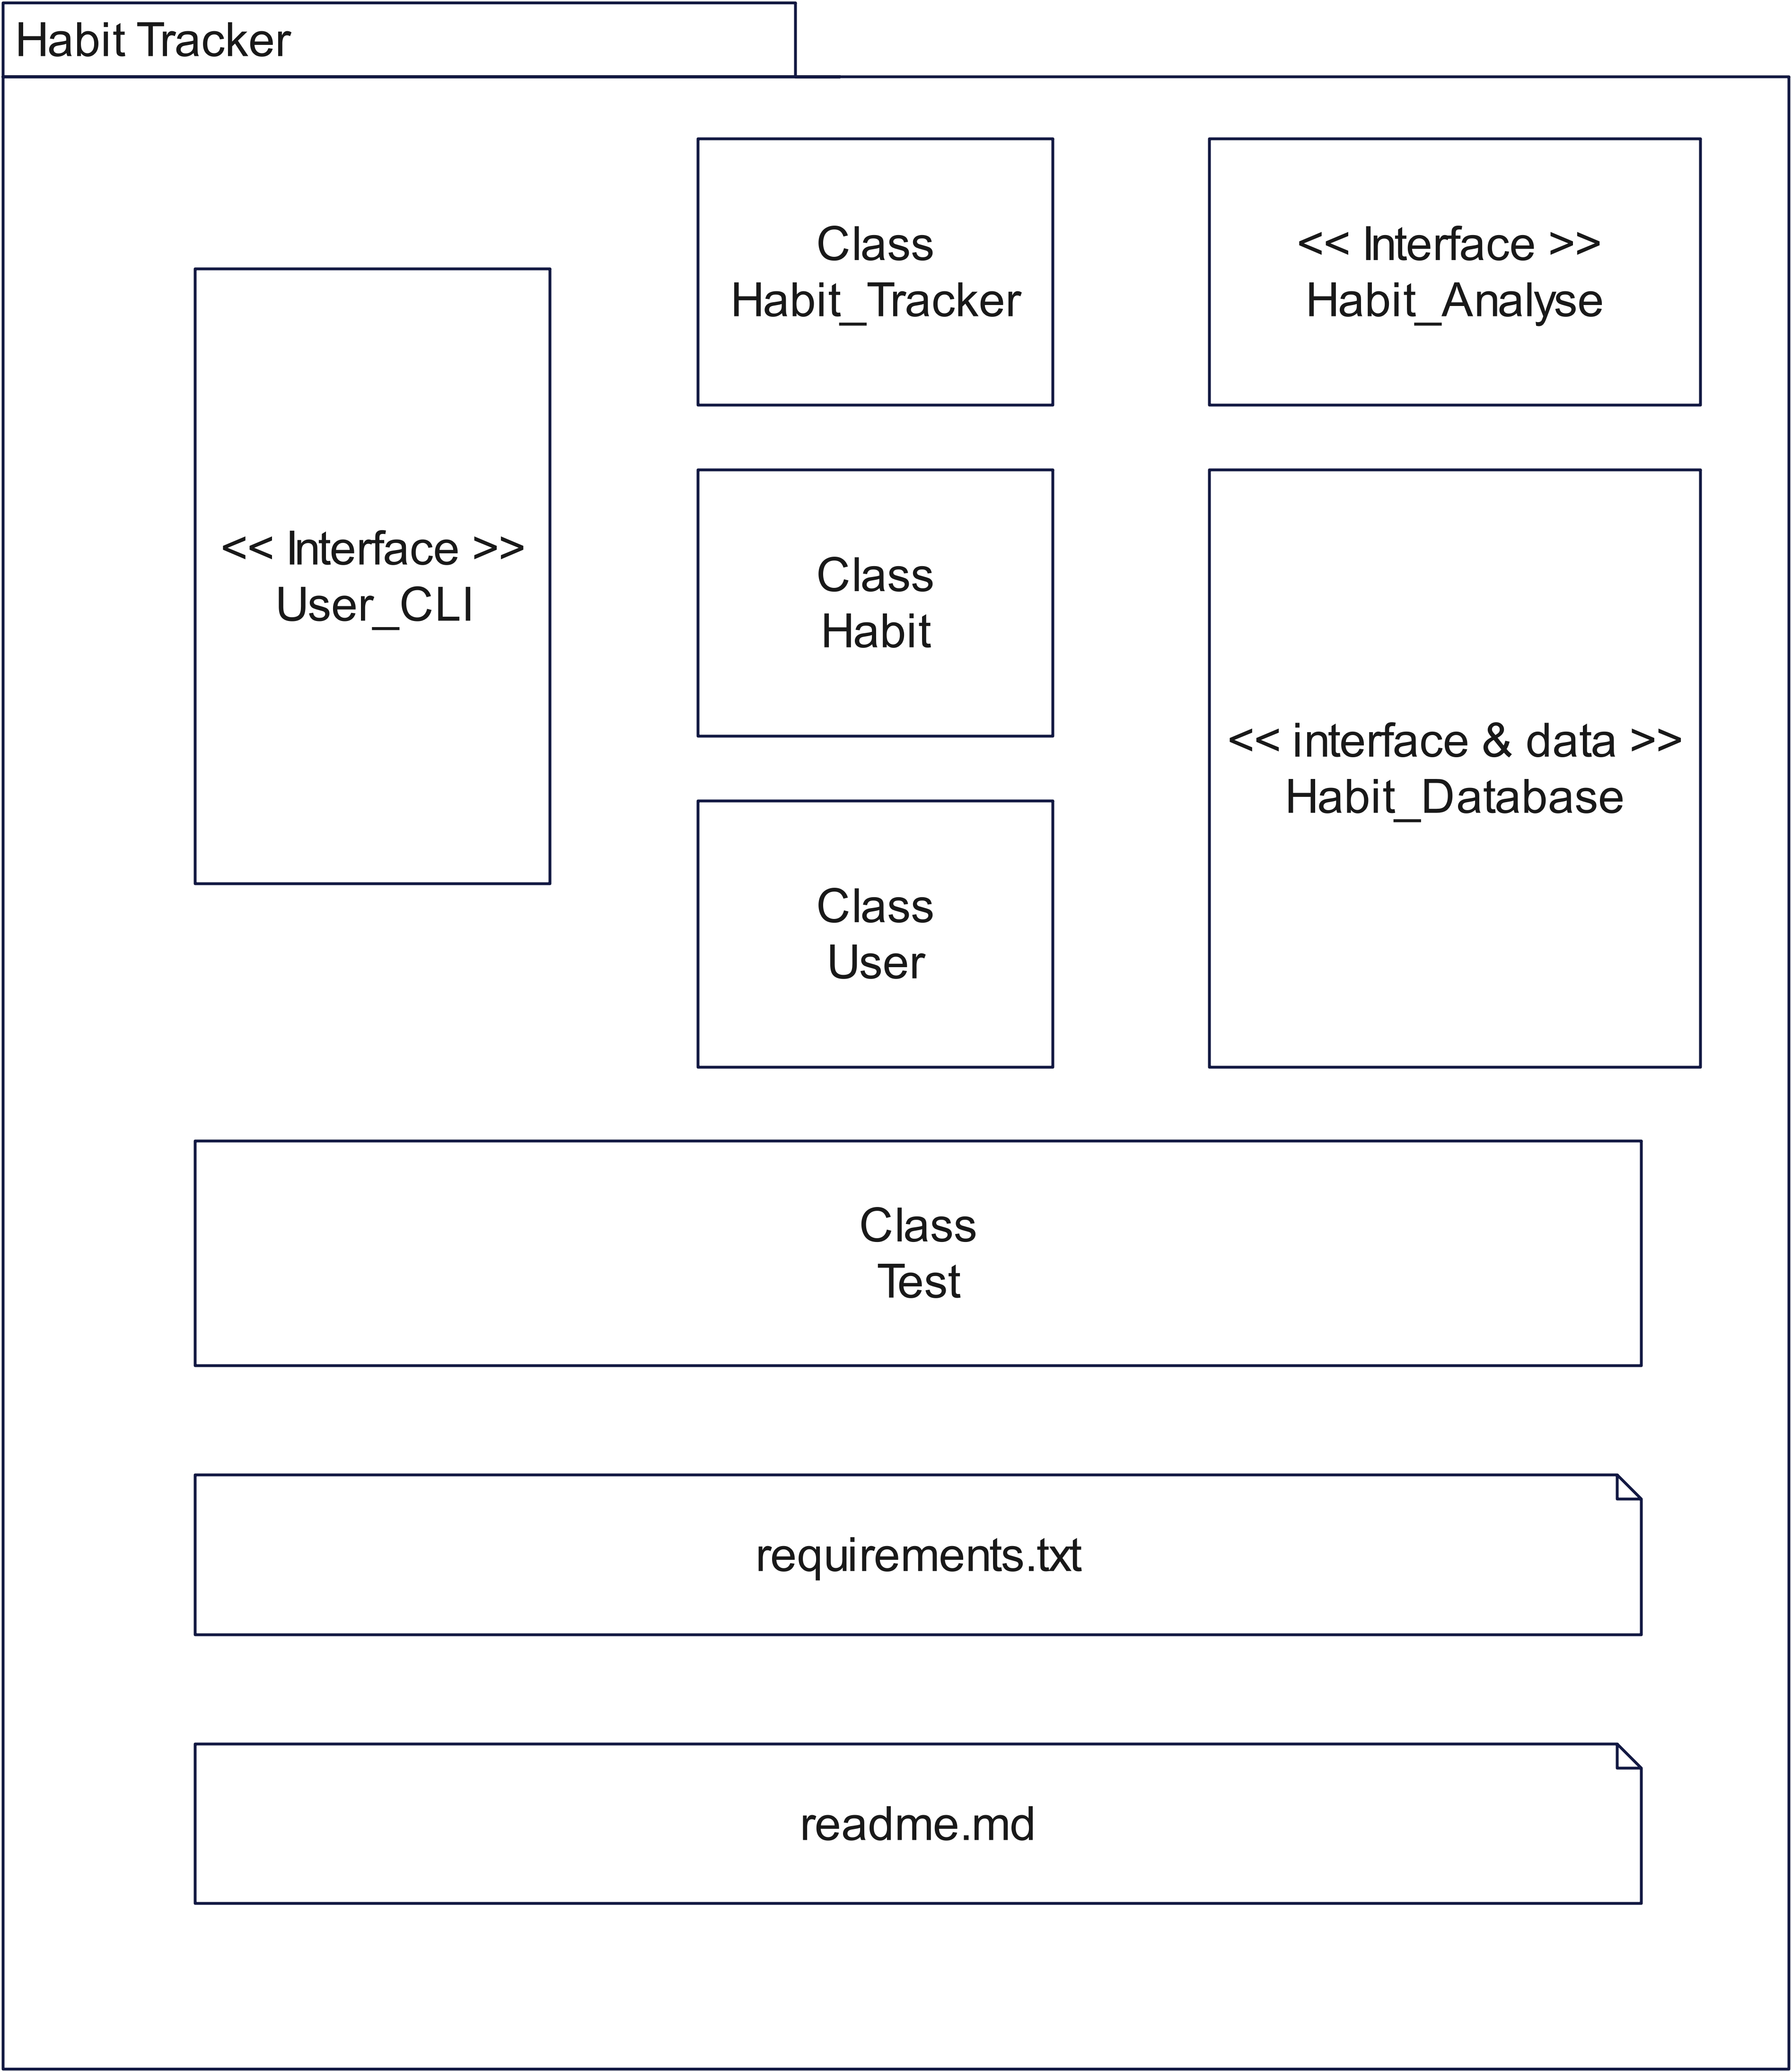 Habit Tracker
<< Interface >>
User_CLI
Class
Habit_Tracker
<< Interface >>
Habit_Analyse
Class
Habit
<< interface & data >>
Habit_Database
Class
User
Class
Test
requirements.txt
readme.md